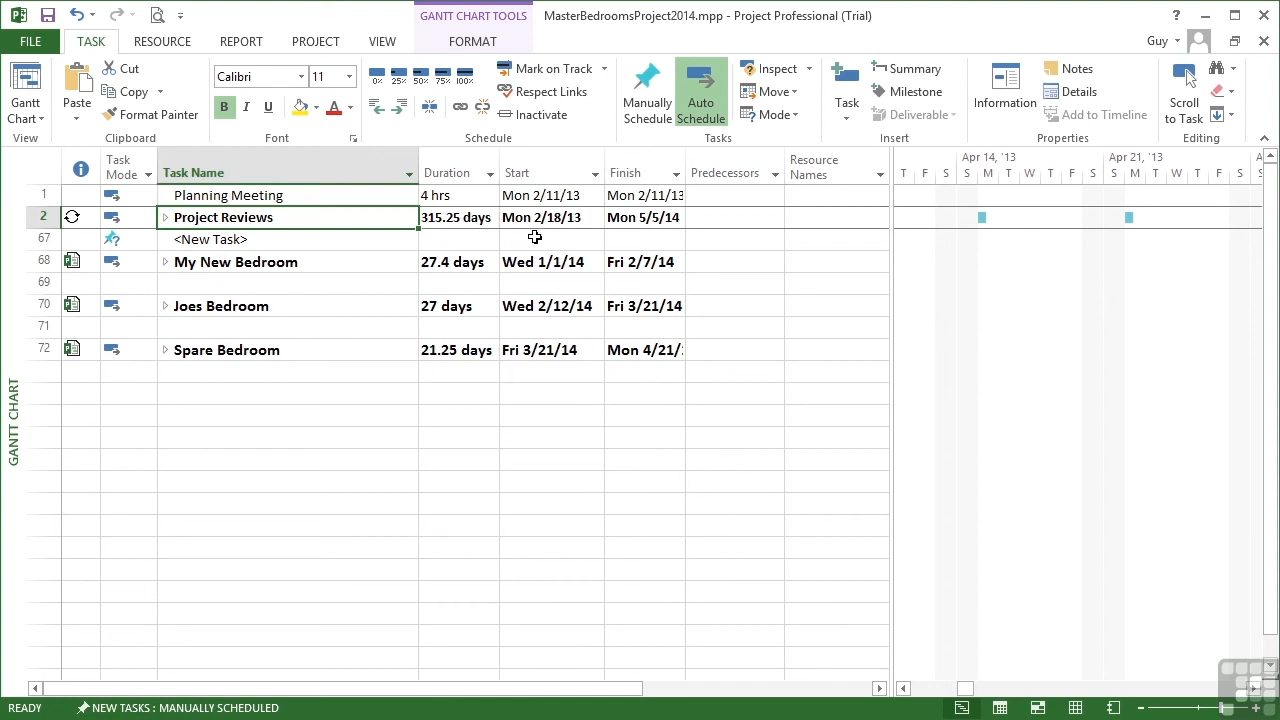 GANTT CHART TOOLS
MasterBedroomsProject2014.mpp - Project Professional (Trial)
FILE TASK RESOURCE REPORT PROJECT VIEW FORMAT Guy
Gantt Chart
Paste
Cut
Copy
Format Painter
Calibri 11
B I U A
0% 25% 50% 75% 100%
Mark on Track
Respect Links
Inactivate
Manually Schedule
Auto Schedule
Inspect
Move
Mode
Task
Summary
Milestone
Deliverable
Information
Notes
Details
Add to Timeline
Scroll to Task
View Clipboard Font Schedule Tasks Insert Properties Editing
Task Mode Task Name Duration Start Finish Predecessors Resource Names
Apr 14, '13 Apr 21, '13 A
T F S S M T W T F S S M T W T F S
1 Planning Meeting 4 hrs Mon 2/11/13 Mon 2/11/13
2 Project Reviews 315.25 days Mon 2/18/13 Mon 5/5/14
67 <New Task>
68 My New Bedroom 27.4 days Wed 1/1/14 Fri 2/7/14
69
70 Joes Bedroom 27 days Wed 2/12/14 Fri 3/21/14
71
72 Spare Bedroom 21.25 days Fri 3/21/14 Mon 4/21/
GANTT CHART
READY NEW TASKS : MANUALLY SCHEDULED